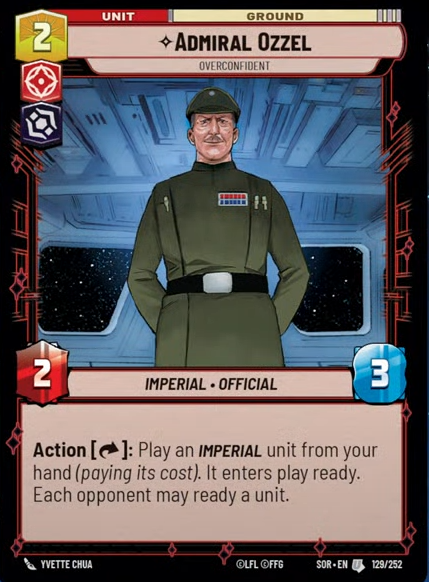 UNIT GROUND
2
✧ADMIRAL OZZEL
OVERCONFIDENT
2
IMPERIAL • OFFICIAL
3
Action [↷]: Play an IMPERIAL unit from your
hand (paying its cost). It enters play ready.
Each opponent may ready a unit.
YVETTE CHUA ©LFL ©FFG SOR • EN U 129/252